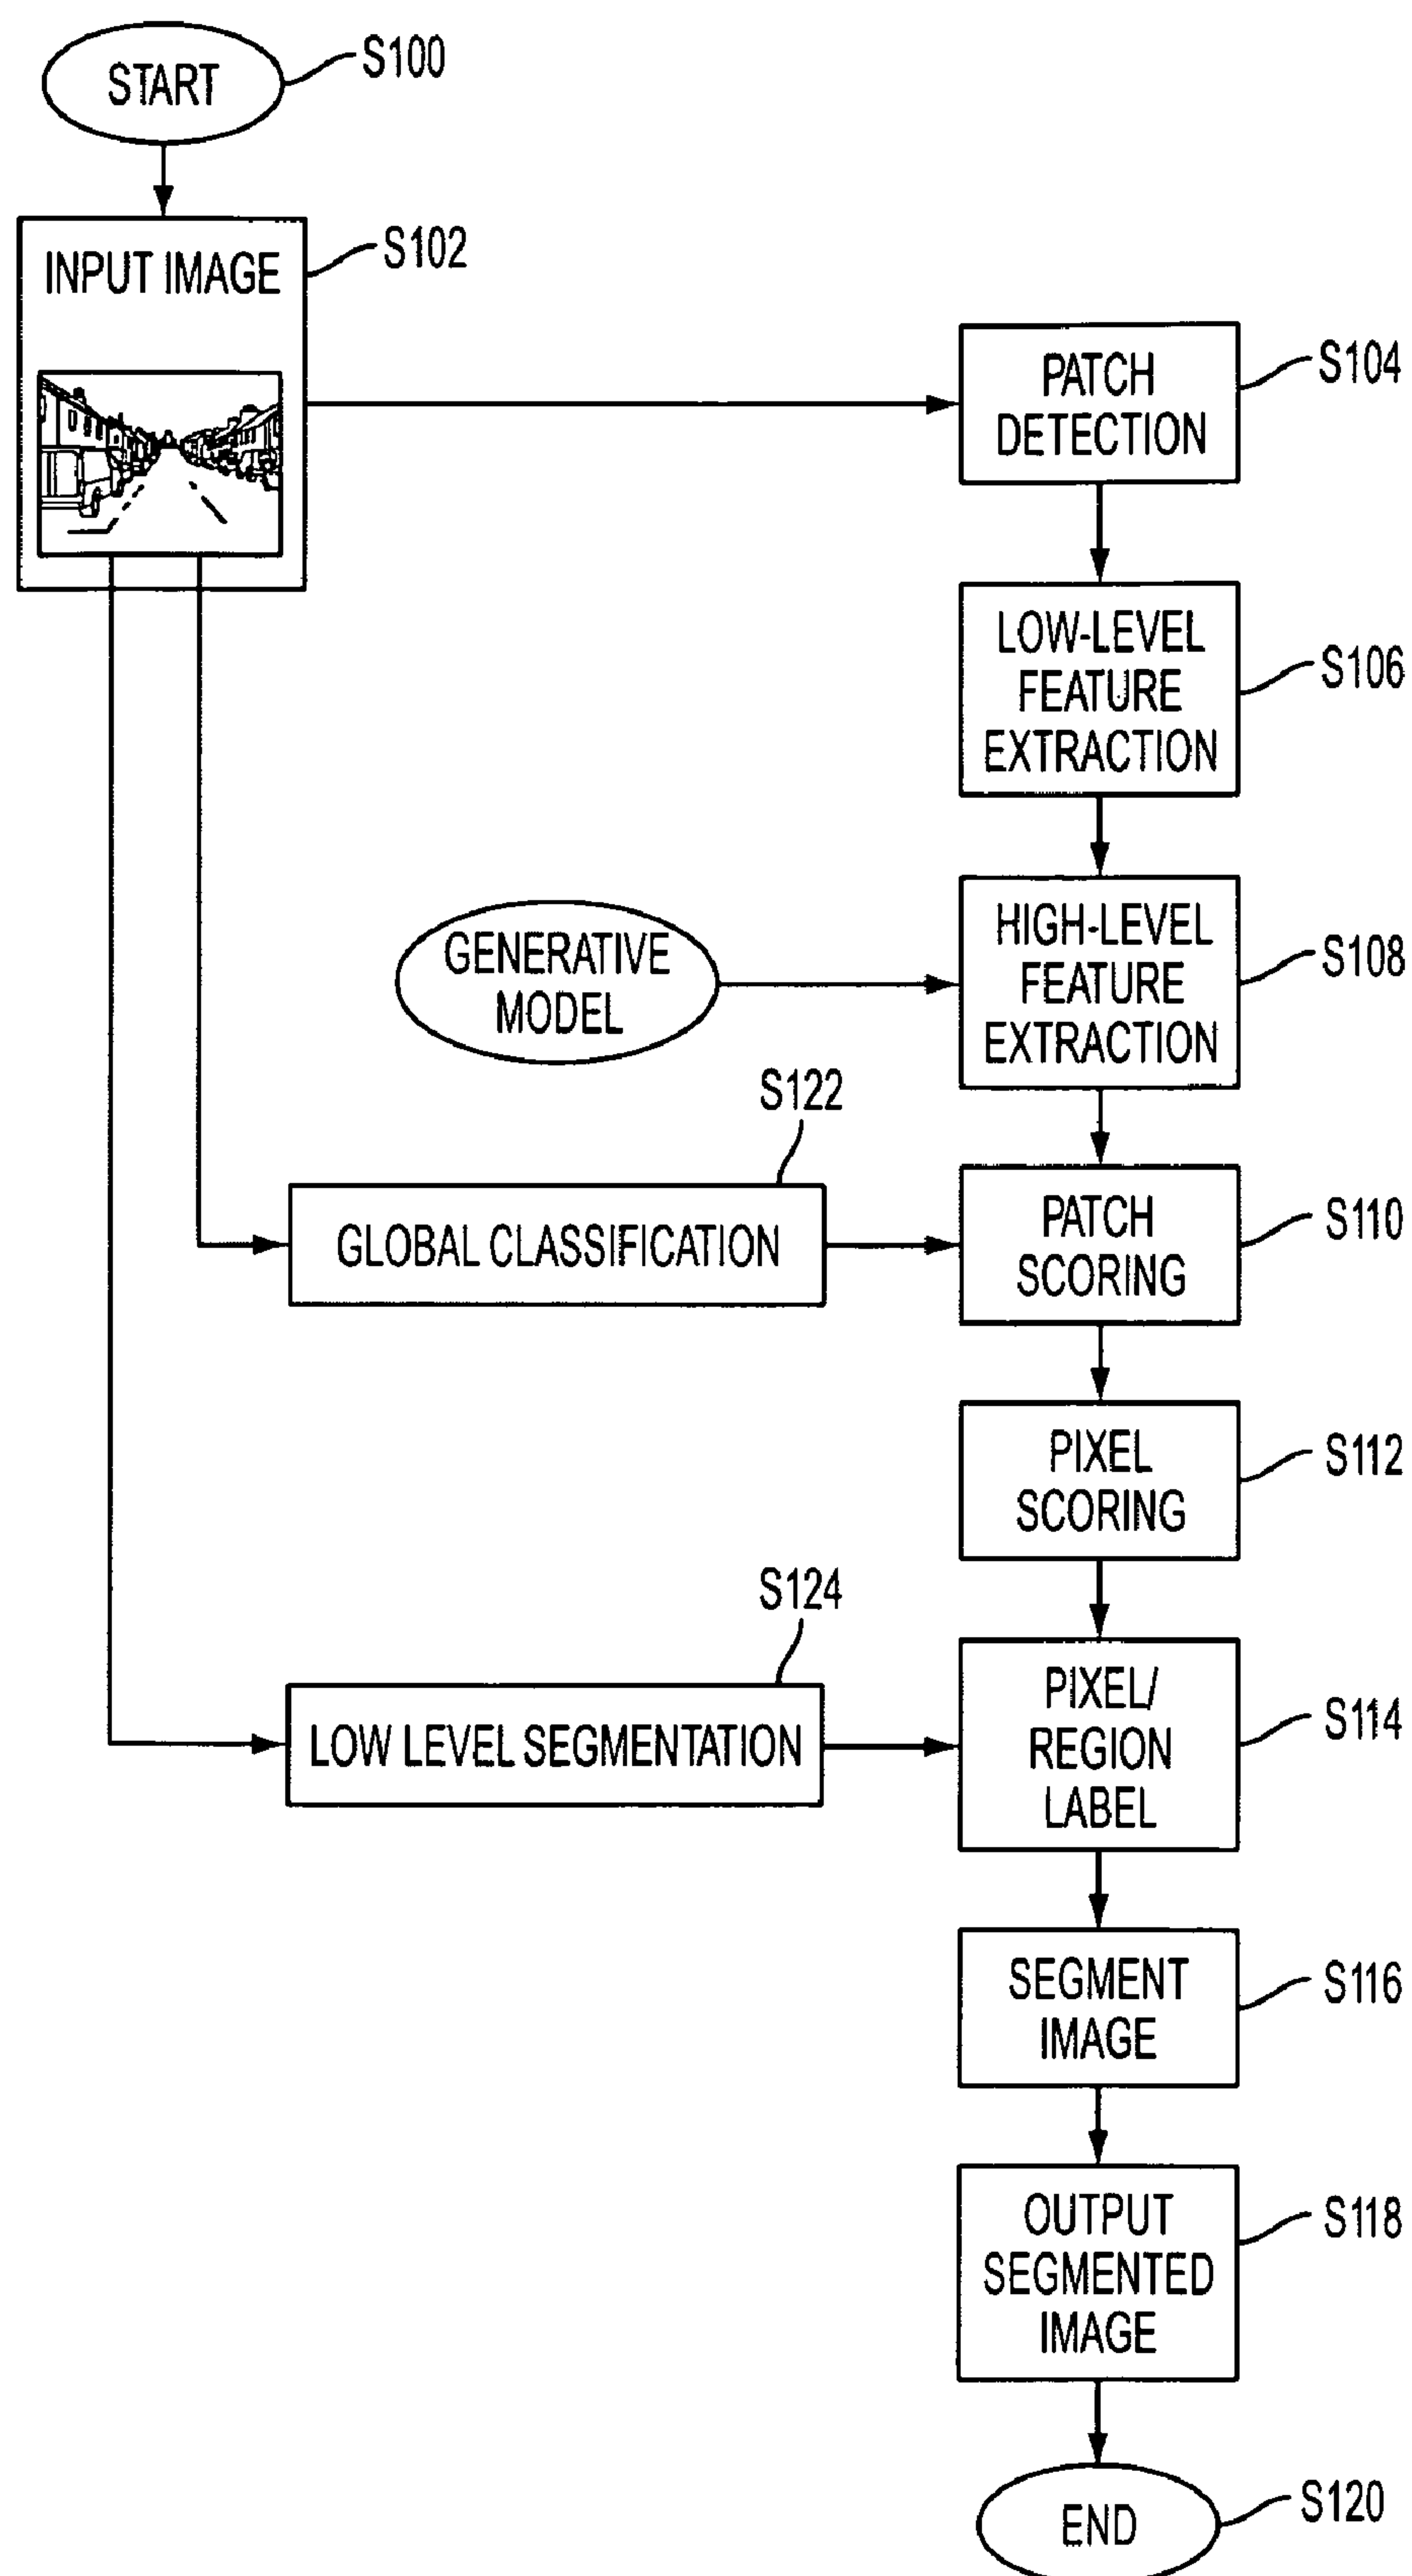 START
S100
INPUT IMAGE
S102
PATCH
DETECTION
S104
LOW-LEVEL
FEATURE
EXTRACTION
S106
GENERATIVE
MODEL
HIGH-LEVEL
FEATURE
EXTRACTION
S108
S122
GLOBAL CLASSIFICATION
PATCH
SCORING
S110
PIXEL
SCORING
S112
S124
LOW LEVEL SEGMENTATION
PIXEL/
REGION
LABEL
S114
SEGMENT
IMAGE
S116
OUTPUT
SEGMENTED
IMAGE
S118
END
S120